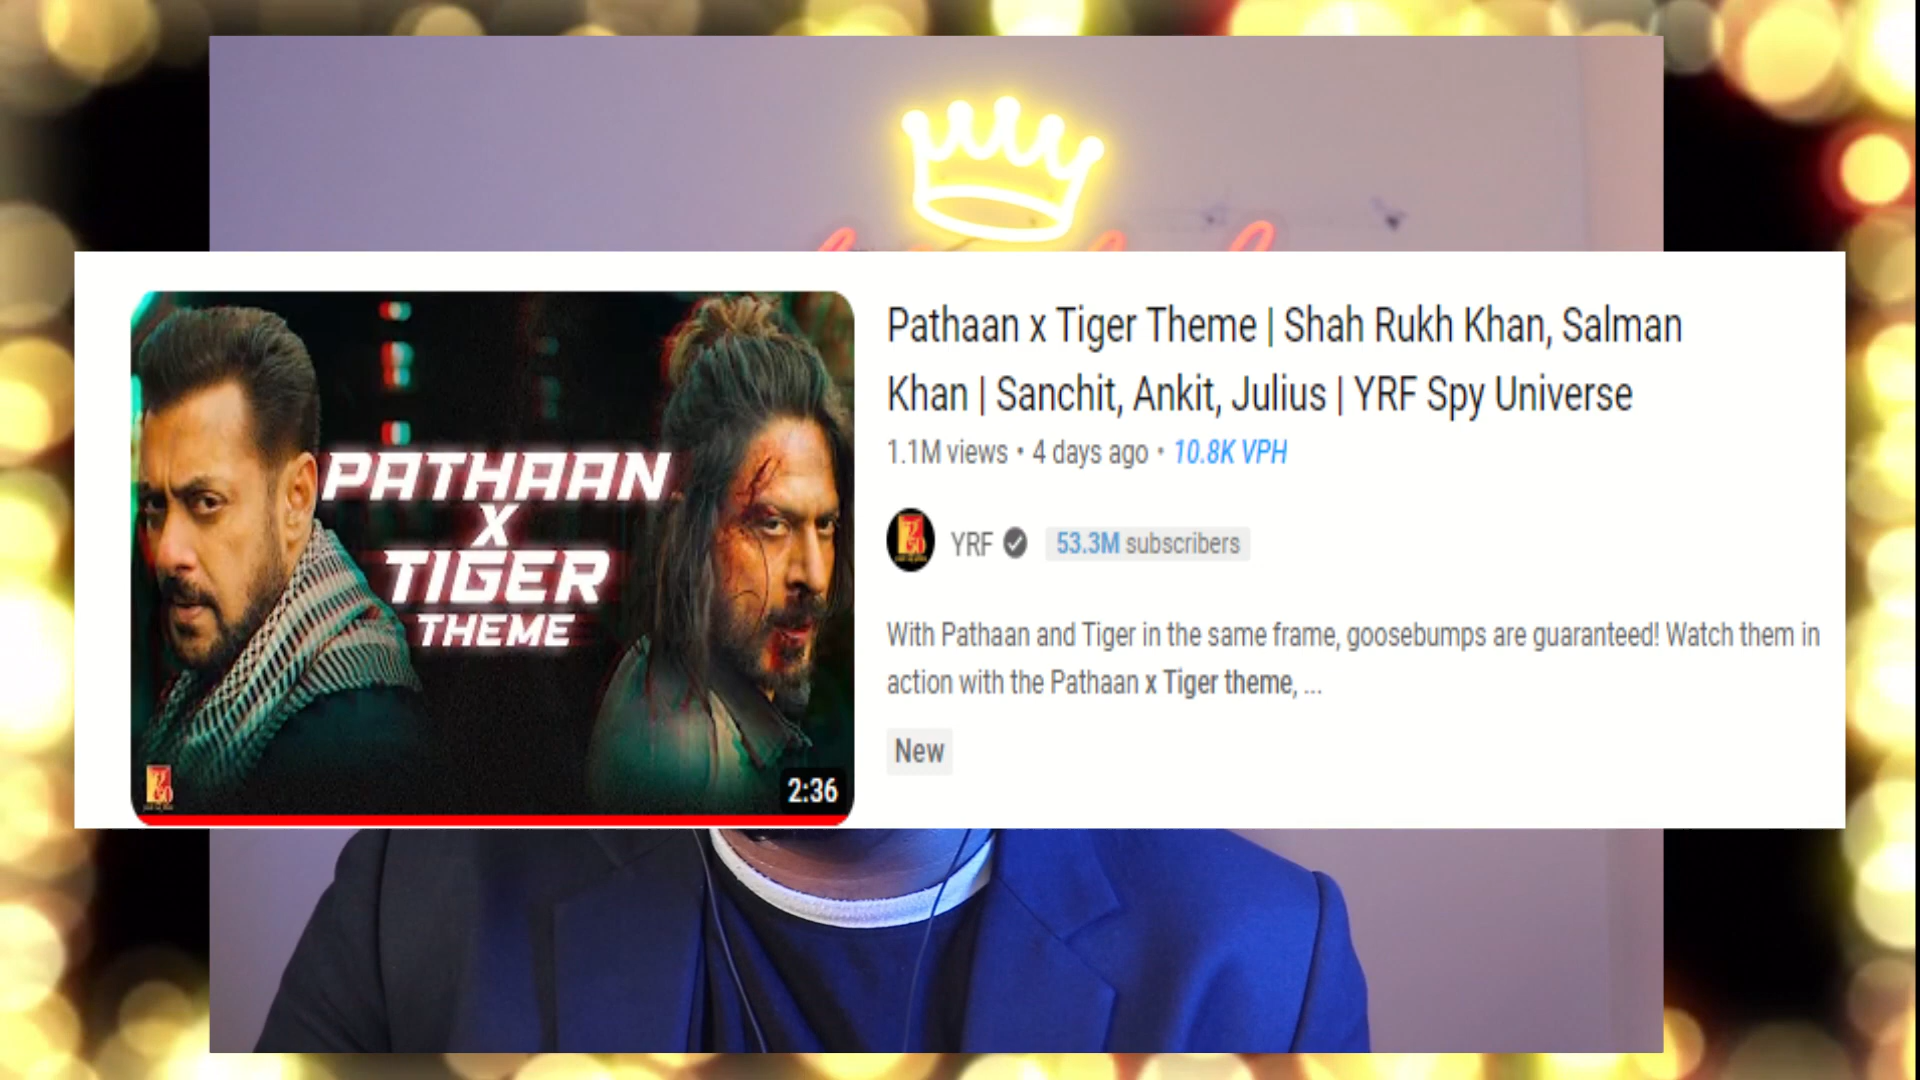 PATHAAN
X
TIGER
THEME
2:36
Pathaan x Tiger Theme | Shah Rukh Khan, Salman
Khan | Sanchit, Ankit, Julius | YRF Spy Universe
1.1M views • 4 days ago • 10.8K VPH
YRF 53.3M subscribers
With Pathaan and Tiger in the same frame, goosebumps are guaranteed! Watch them in
action with the Pathaan x Tiger theme, ...
New